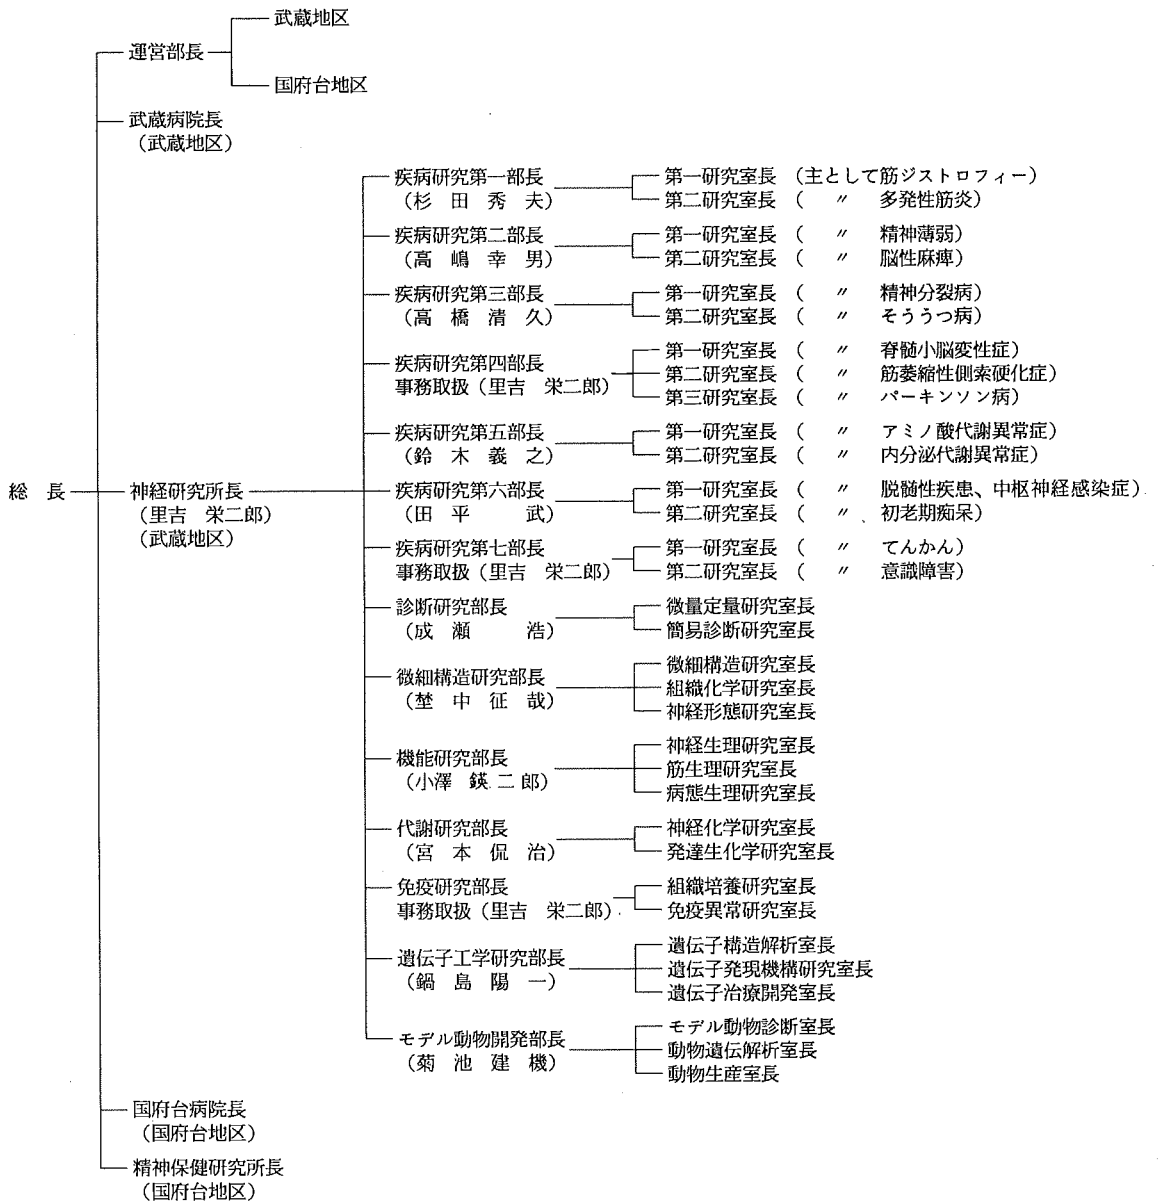 武蔵地区
運営部長
国府台地区
武蔵病院長
(武蔵地区)
疾病研究第一部長 第一研究室長 (主として筋ジストロフィー)
(杉田秀夫) 第二研究室長 ( 〃 多発性筋炎)
疾病研究第二部長 第一研究室長 ( 〃 精神薄弱)
(高嶋幸男) 第二研究室長 ( 〃 脳性麻痺)
疾病研究第三部長 第一研究室長 ( 〃 精神分裂病)
(高橋清久) 第二研究室長 ( 〃 そううつ病)
第一研究室長 ( 〃 脊髄小脳変性症)
疾病研究第四部長 第二研究室長 ( 〃 筋萎縮性側索硬化症)
事務取扱(里吉 栄二郎) 第三研究室長 ( 〃 パーキンソン病)
疾病研究第五部長 第一研究室長 ( 〃 アミノ酸代謝異常症)
(鈴木義之) 第二研究室長 ( 〃 内分泌代謝異常症)
総長 神経研究所長 疾病研究第六部長 第一研究室長 ( 〃 脱髄性疾患、中枢神経感染症)
(里吉 栄二郎) (田平 武) 第二研究室長 ( 〃 初老期痴呆)
(武蔵地区)
疾病研究第七部長 第一研究室長 ( 〃 てんかん)
事務取扱(里吉 栄二郎) 第二研究室長 ( 〃 意識障害)
診断研究部長 微量定量研究室長
(成瀬 浩) 簡易診断研究室長
微細構造研究室長
微細構造研究部長 組織化学研究室長
(埜中征哉) 神経形態研究室長
神経生理研究室長
機能研究部長 筋生理研究室長
(小澤 鍈二郎) 病態生理研究室長
代謝研究部長 神経化学研究室長
(宮本侃治) 発達生化学研究室長
免疫研究部長 組織培養研究室長
事務取扱(里吉 栄二郎) 免疫異常研究室長
遺伝子構造解析室長
遺伝子工学研究部長 遺伝子発現機構研究室長
(鍋島陽一) 遺伝子治療開発室長
モデル動物診断室長
モデル動物開発部長 動物遺伝解析室長
(菊池建機) 動物生産室長
国府台病院長
(国府台地区)
精神保健研究所長
(国府台地区)